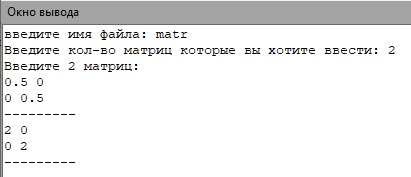 Окно вывода
введите имя файла: matr
Введите кол-во матриц которые вы хотите ввести: 2
Введите 2 матриц:
0.5 0
0 0.5
---------
2 0
0 2
---------